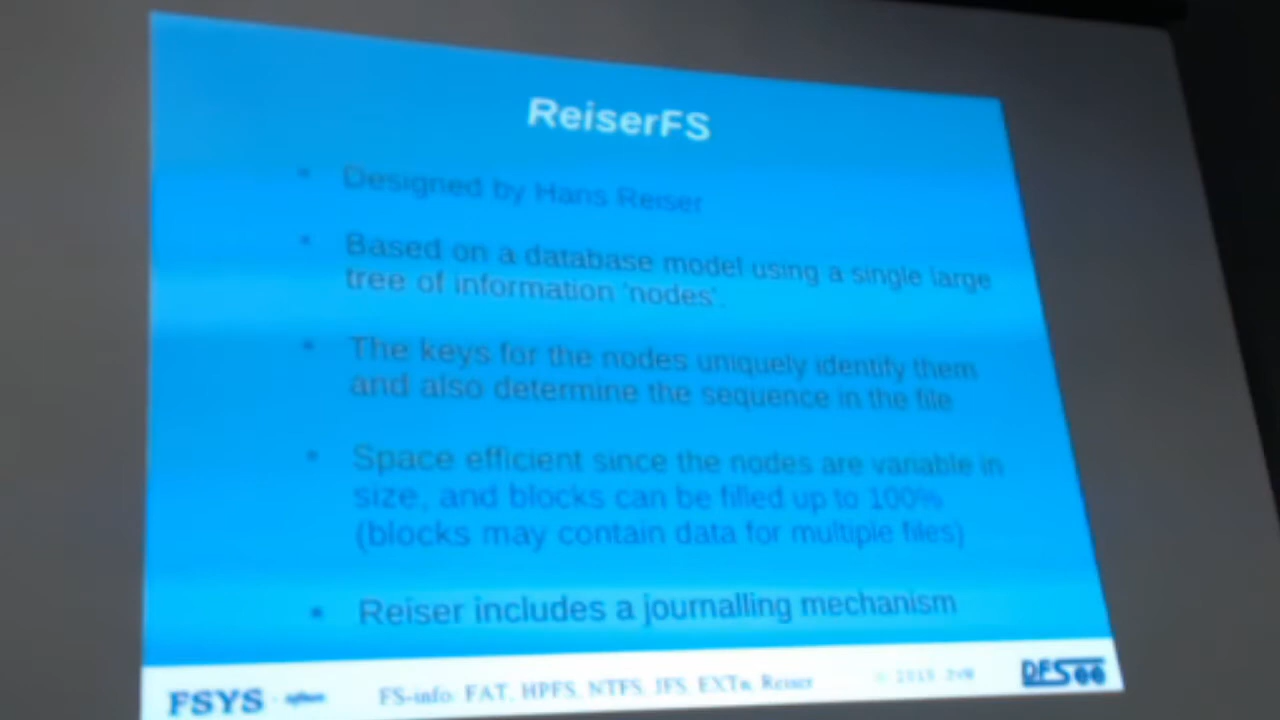 ReiserFS
• Designed by Hans Reiser
• Based on a database model using a single large
tree of information 'nodes'.
• The keys for the nodes uniquely identify them
and also determine the sequence in the file
• Space efficient since the nodes are variable in
size, and blocks can be filled up to 100%
(blocks may contain data for multiple files)
• Reiser includes a journalling mechanism
FSYS
FS-info: FAT, HPFS, NTFS, JFS, EXTn, Reiser
DFSee